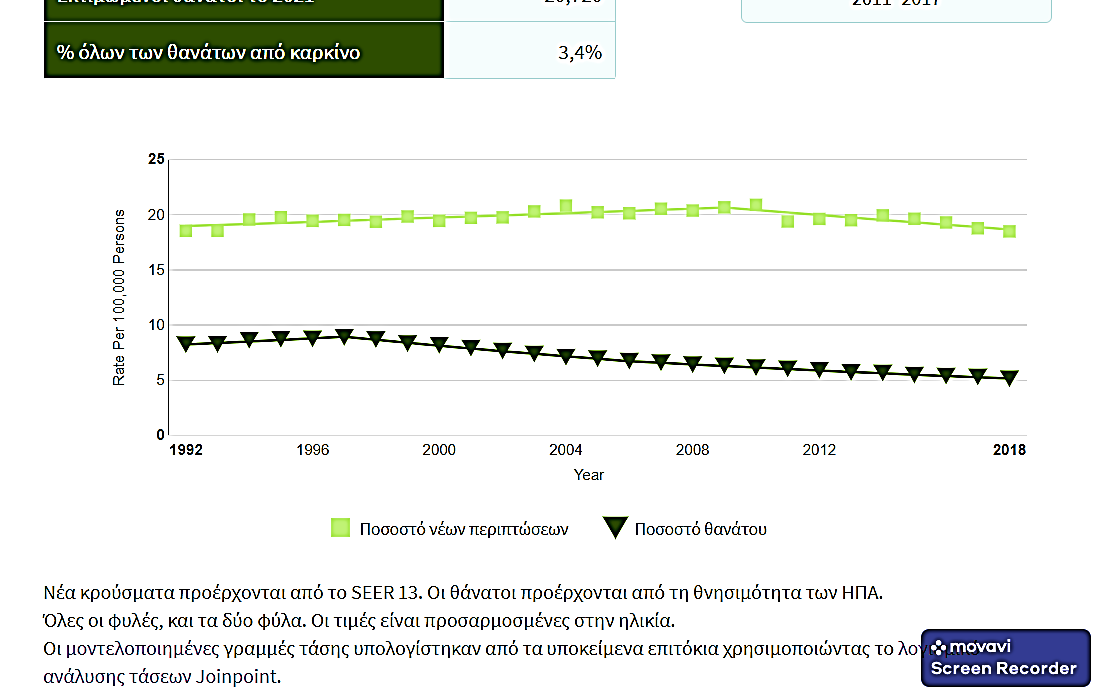 % όλων των θανάτων από καρκίνο
3,4%
25
20
15
10
5
0
Rate Per 100,000 Persons
1992
1996
2000
2004
2008
2012
2018
Year
Ποσοστό νέων περιπτώσεων
Ποσοστό θανάτου
Νέα κρούσματα προέρχονται από το SEER 13. Οι θάνατοι προέρχονται από τη θνησιμότητα των ΗΠΑ.
Όλες οι φυλές, και τα δύο φύλα. Οι τιμές είναι προσαρμοσμένες στην ηλικία.
Οι μοντελοποιημένες γραμμές τάσης υπολογίστηκαν από τα υποκείμενα επιτόκια χρησιμοποιώντας το
ανάλυσης τάσεων Joinpoint.
movavi
Screen Recorder